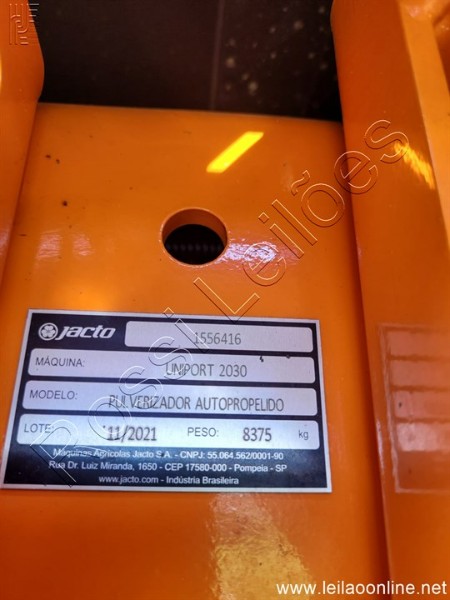 Rossi Leilões
jacto 1556416
MÁQUINA: UNIPORT 2030
MODELO: PULVERIZADOR AUTOPROPELIDO
LOTE: 11/2021 PESO: 8375 kg
Máquinas Agrícolas Jacto S.A. - CNPJ: 55.064.562/0001-90
Rua Dr. Luiz Miranda, 1650 - CEP 17580-000 - Pompeia - SP
www.jacto.com - Indústria Brasileira
www.leilaoonline.net